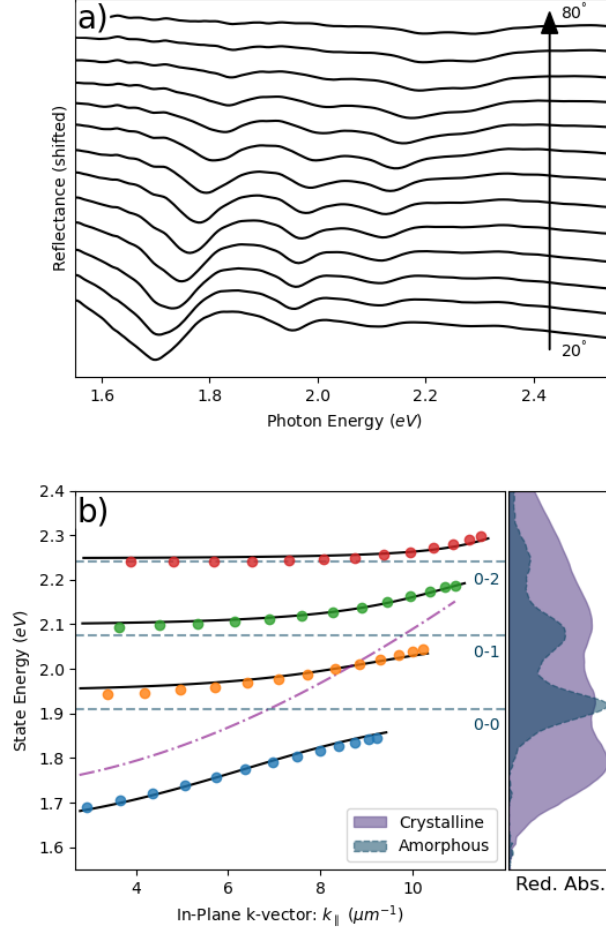 a)
80°
Reflectance (shifted)
20°
1.6 1.8 2.0 2.2 2.4
Photon Energy (eV)
b)
2.4
2.3
2.2
2.1
2.0
1.9
1.8
1.7
1.6
State Energy (eV)
0-2
0-1
0-0
Crystalline
Amorphous
4 6 8 10
In-Plane k-vector: k∥ (μm⁻¹)
Red. Abs.